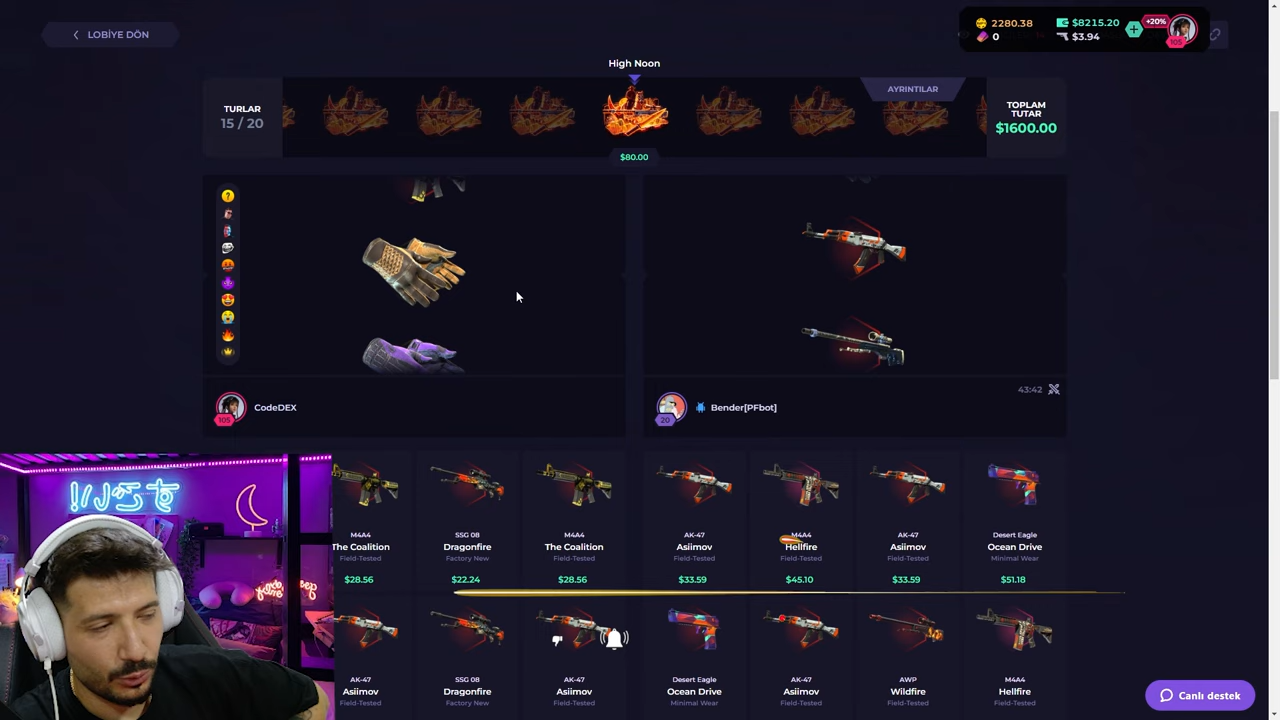 LOBİYE DÖN
2280.38
$8215.20
+20%
0
$3.94
105
High Noon
TURLAR
15 / 20
AYRINTILAR
TOPLAM
TUTAR
$1600.00
$80.00
43:42
105
CodeDEX
20
Bender[PFbot]
M4A4
The Coalition
Field-Tested
$28.56
SSG 08
Dragonfire
Factory New
$22.24
M4A4
The Coalition
Field-Tested
$28.56
AK-47
Asiimov
Field-Tested
$33.59
M4A4
Hellfire
Field-Tested
$45.10
AK-47
Asiimov
Field-Tested
$33.59
Desert Eagle
Ocean Drive
Minimal Wear
$51.18
AK-47
Asiimov
Field-Tested
SSG 08
Dragonfire
Field-Tested
AK-47
Asiimov
Field-Tested
Desert Eagle
Ocean Drive
Minimal Wear
AK-47
Asiimov
Field-Tested
AWP
Wildfire
Field-Tested
M4A4
Hellfire
Field-Tested
Canlı destek